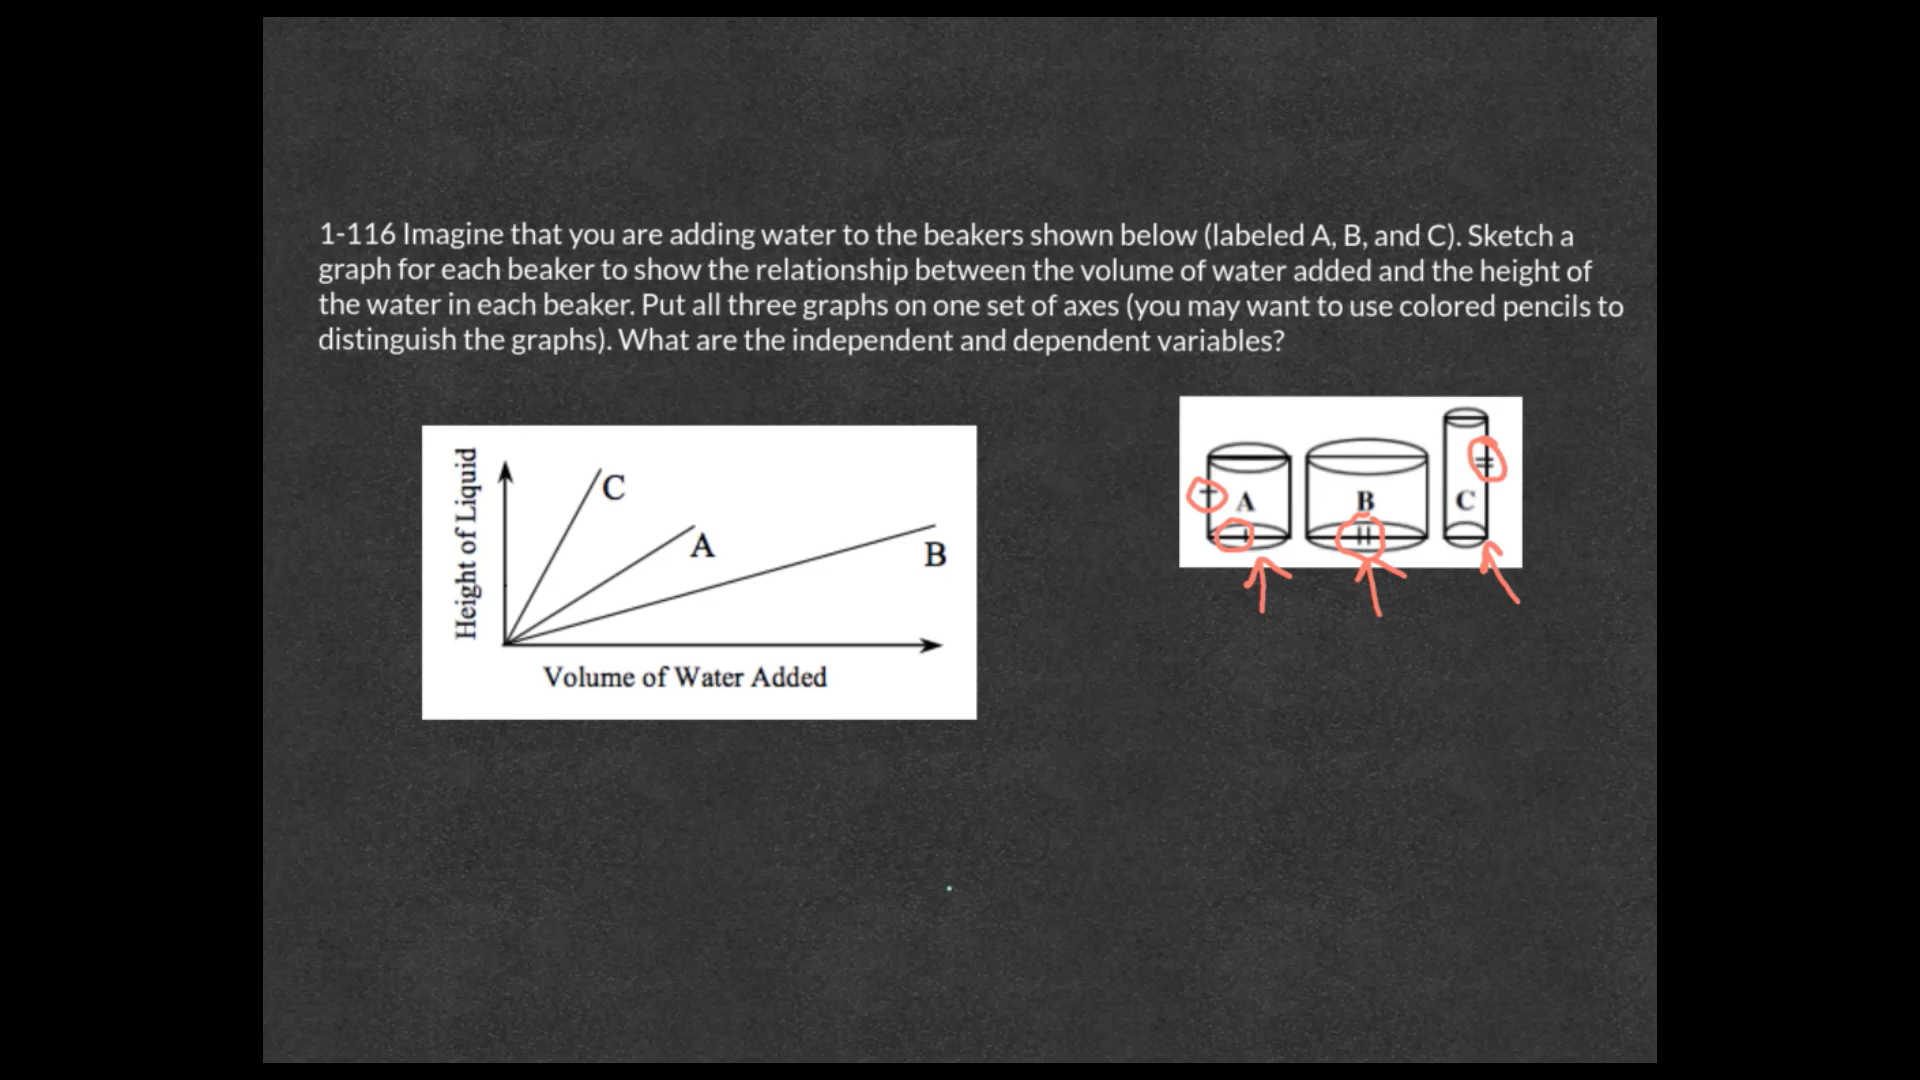 1-116 Imagine that you are adding water to the beakers shown below (labeled A, B, and C). Sketch a
graph for each beaker to show the relationship between the volume of water added and the height of
the water in each beaker. Put all three graphs on one set of axes (you may want to use colored pencils to
distinguish the graphs). What are the independent and dependent variables?
Height of Liquid
C
A
B
Volume of Water Added
A
B
C